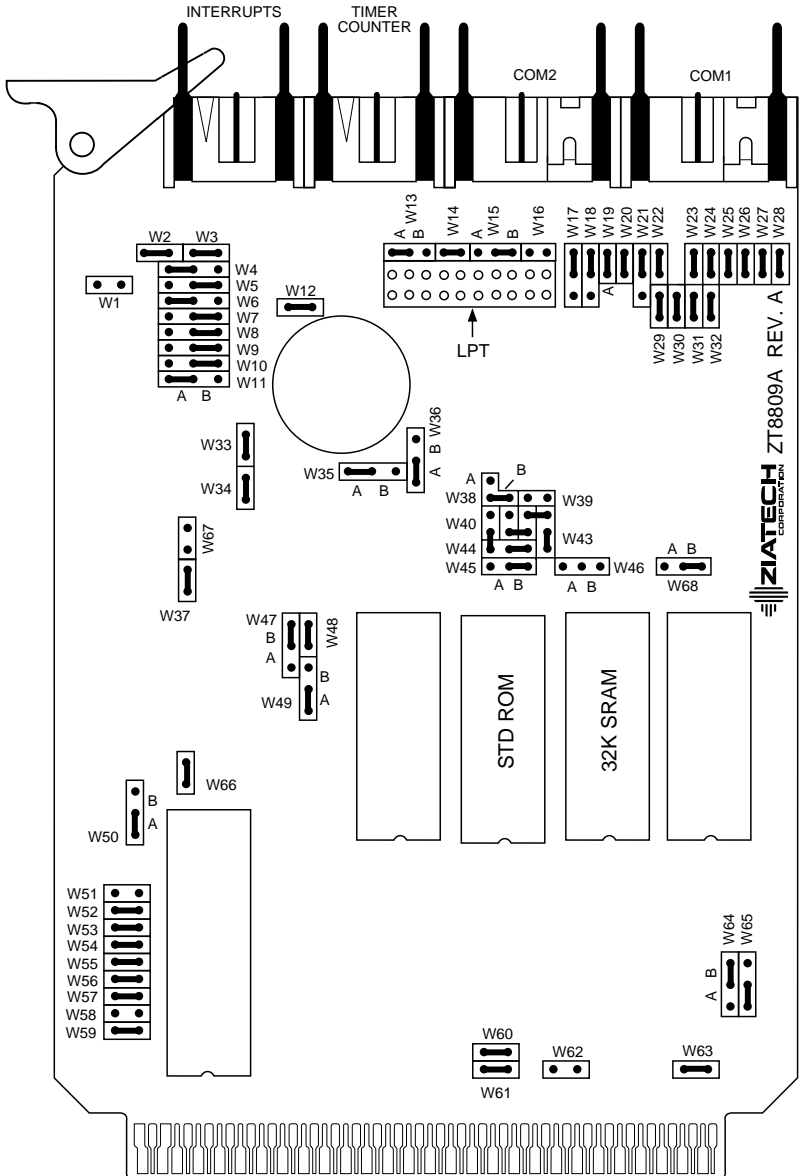 INTERRUPTS
TIMER
COUNTER
COM2
COM1
W13
A
B
W14
A
W15
B
W16
W17
W18
W19
W20
W21
W22
W23
W24
W25
W26
W27
W28
A
A
LPT
W29
W30
W31
W32
W2
W3
W1
W4
W5
W6
W7
W8
W9
W10
W11
A B
W12
ZIATECH
CORPORATION
ZT8809A REV. A
W33
W34
W35
A B
W36
B
A
W67
W37
A
B
W38
W39
W40
W43
W44
W45
A B
W46
A B
A B
W68
W47
B
A
W48
B
A
W49
STD ROM
32K SRAM
W66
B
A
W50
W51
W52
W53
W54
W55
W56
W57
W58
W59
W64
W65
B
A
W60
W61
W62
W63